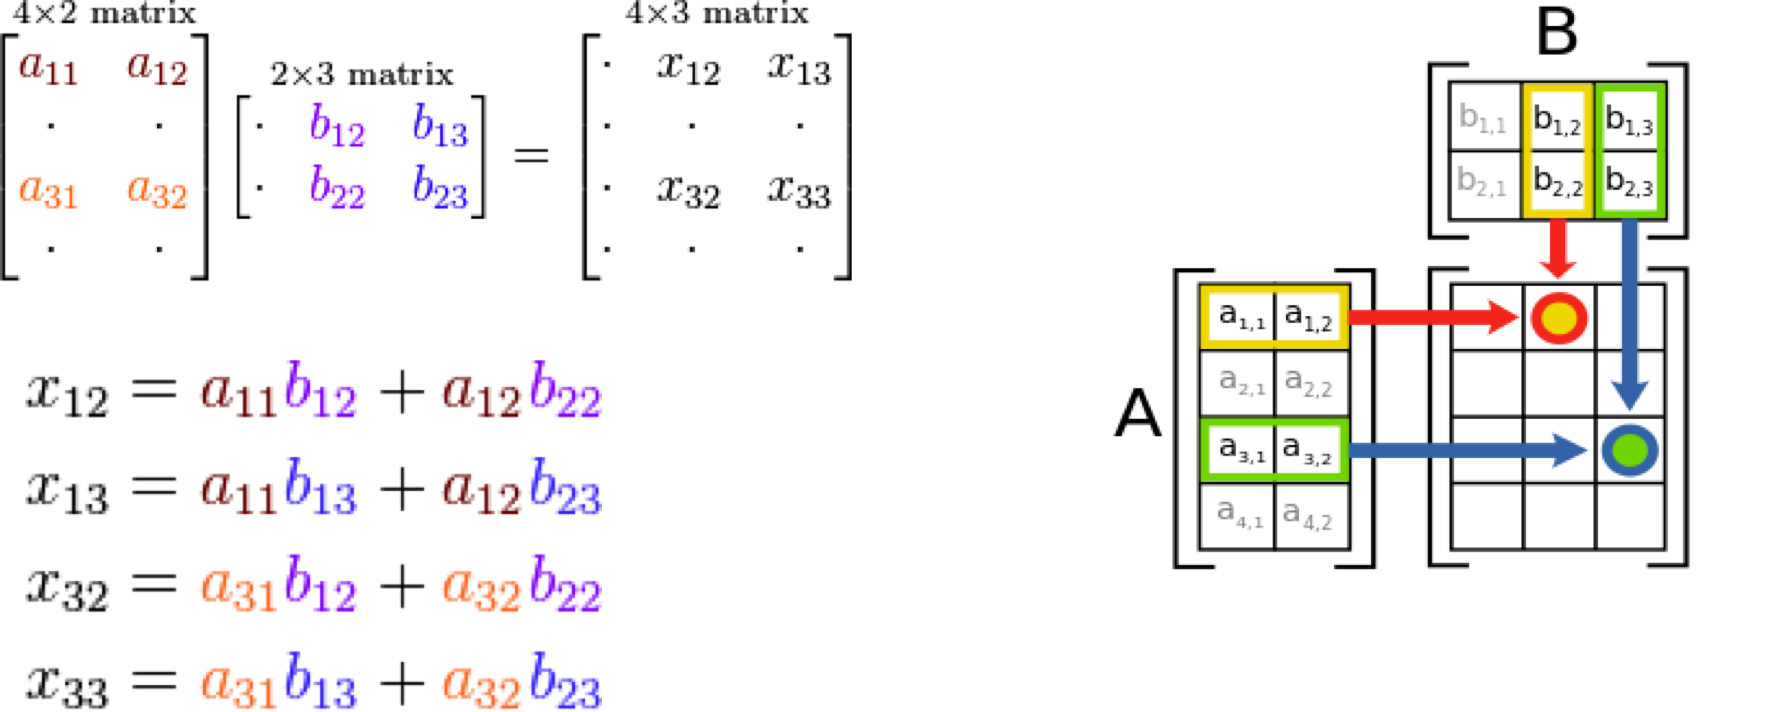 4×2 matrix
4×3 matrix
a11 a12
2×3 matrix
· x12 x13
· ·
· b12 b13
· · ·
=
a31 a32
· b22 b23
· x32 x33
· ·
· · ·
x12 = a11b12 + a12b22
x13 = a11b13 + a12b23
x32 = a31b12 + a32b22
x33 = a31b13 + a32b23
B
b1,1 b1,2 b1,3
b2,1 b2,2 b2,3
A
a1,1 a1,2
a2,1 a2,2
a3,1 a3,2
a4,1 a4,2